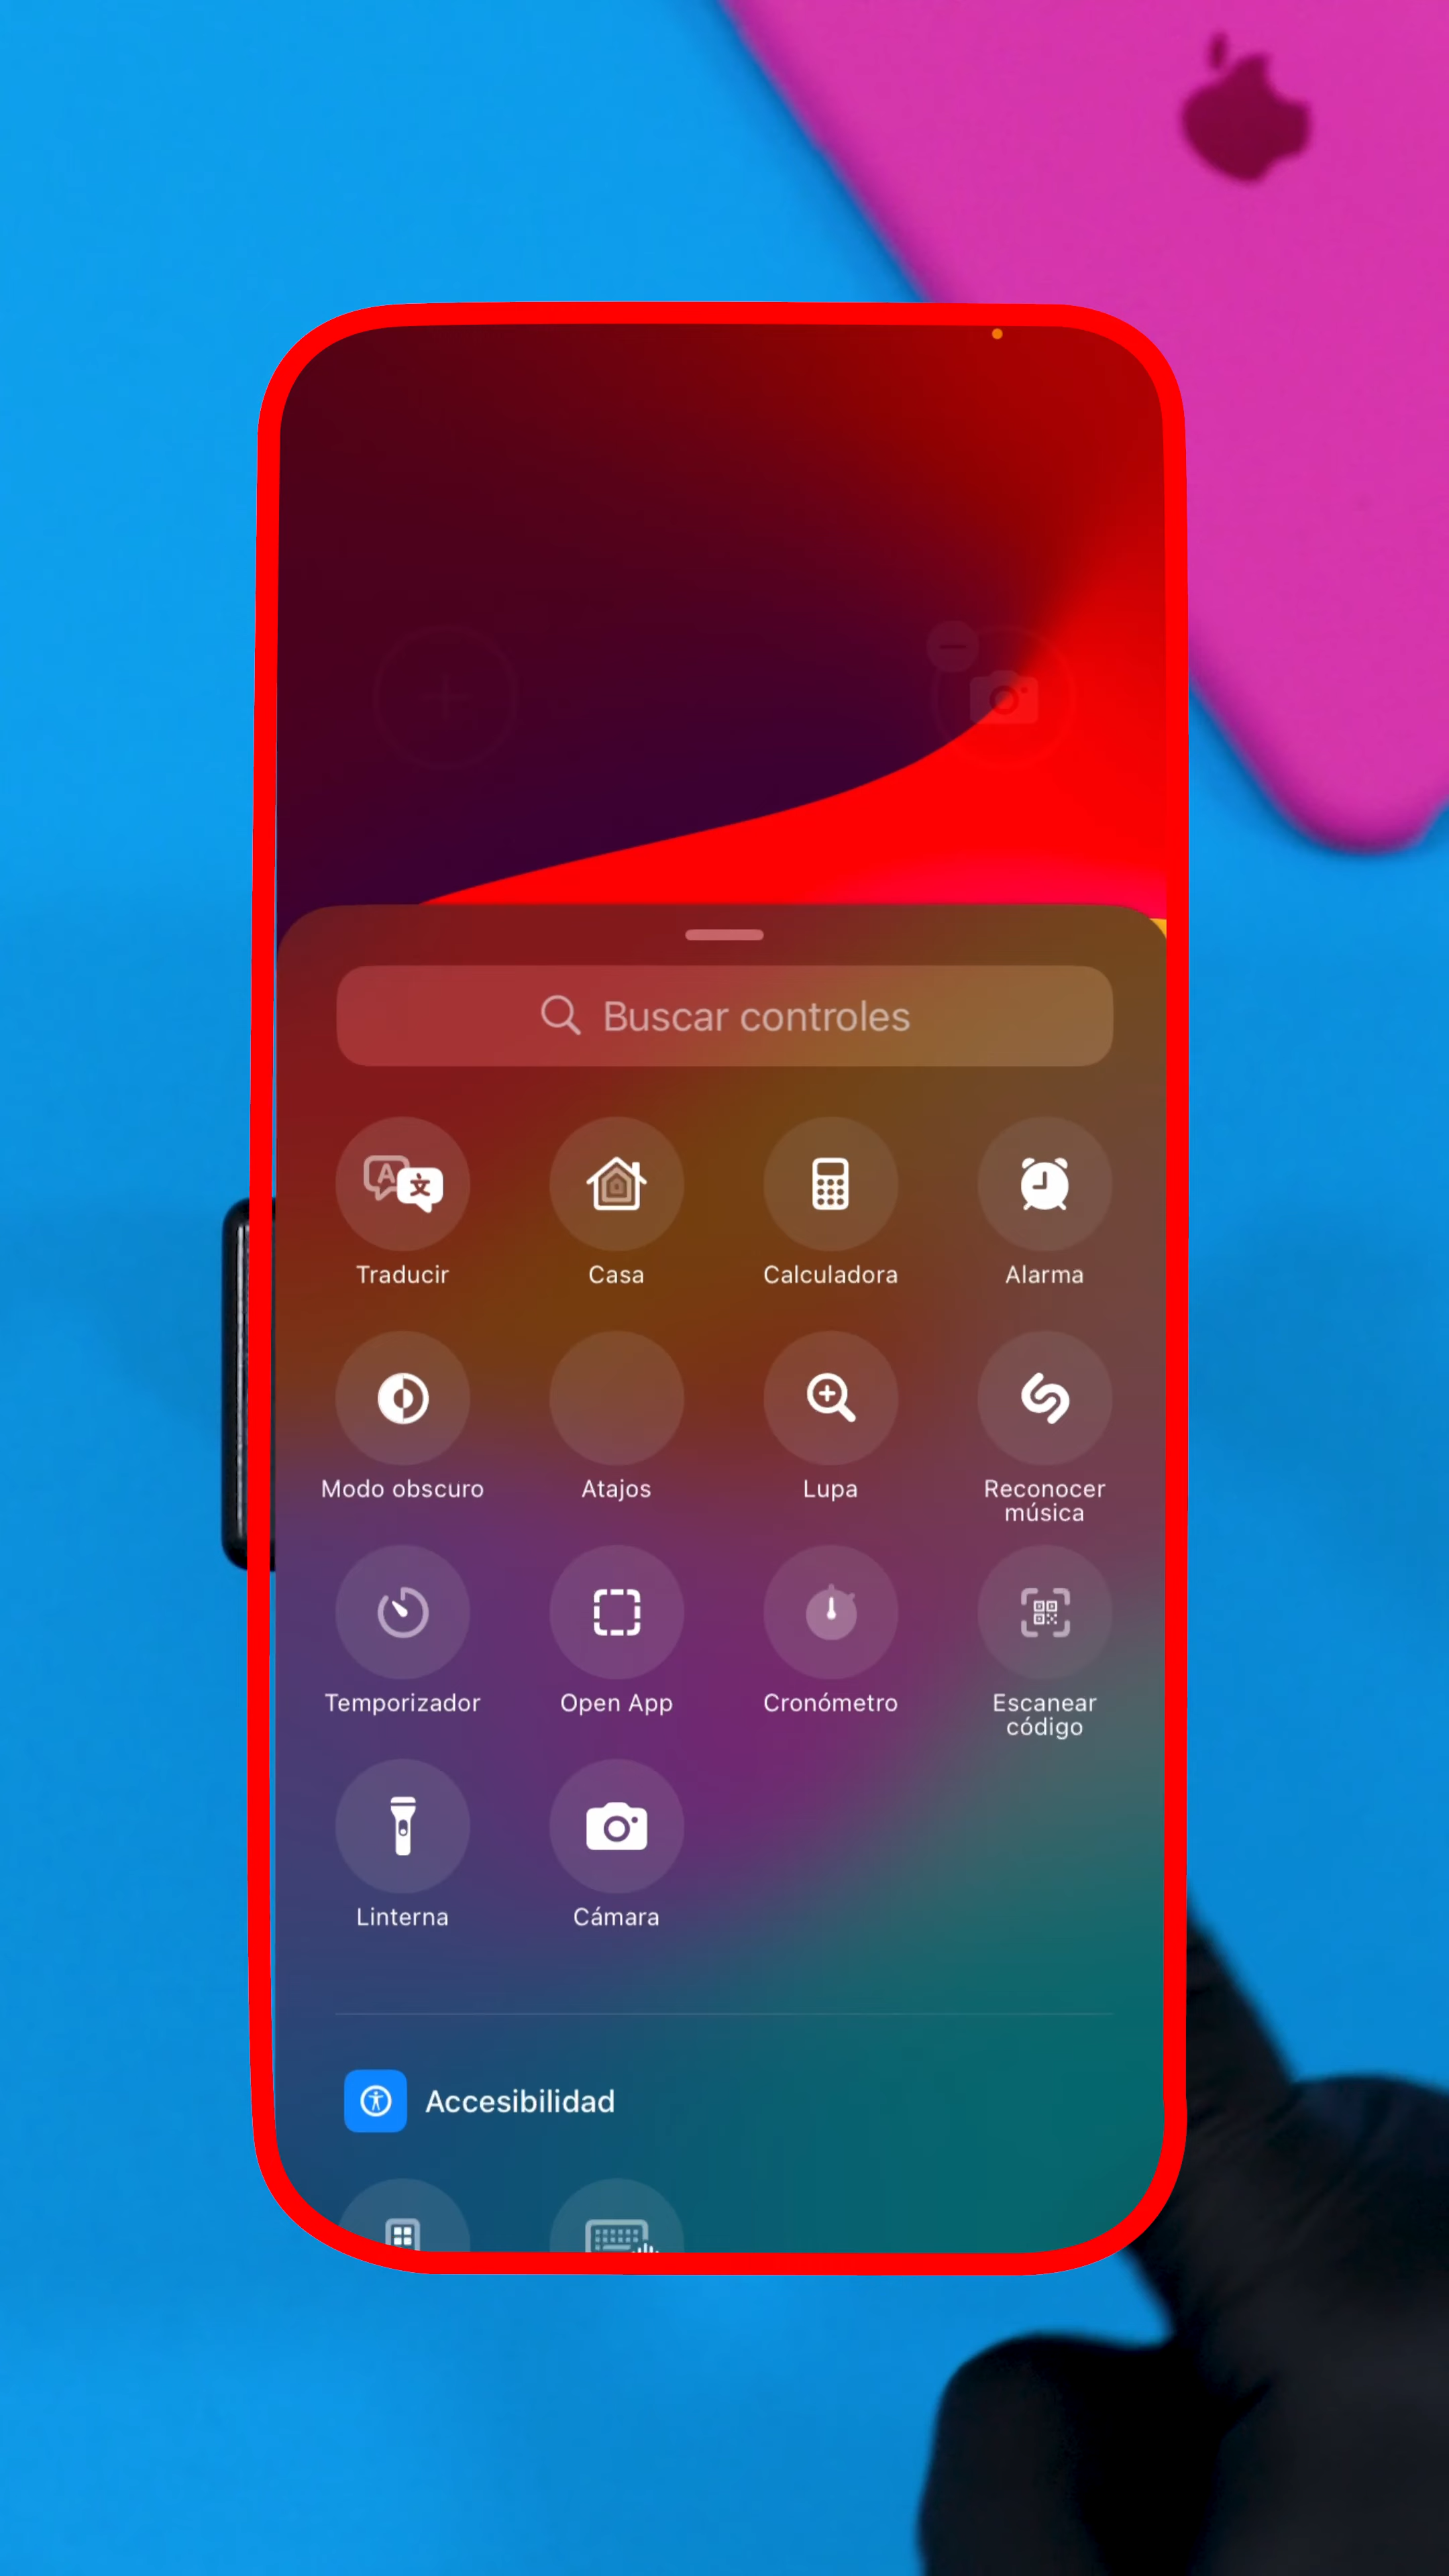 Buscar controles
Traducir
Casa
Calculadora
Alarma
Modo obscuro
Atajos
Lupa
Reconocer
música
Temporizador
Open App
Cronómetro
Escanear
código
Linterna
Cámara
Accesibilidad